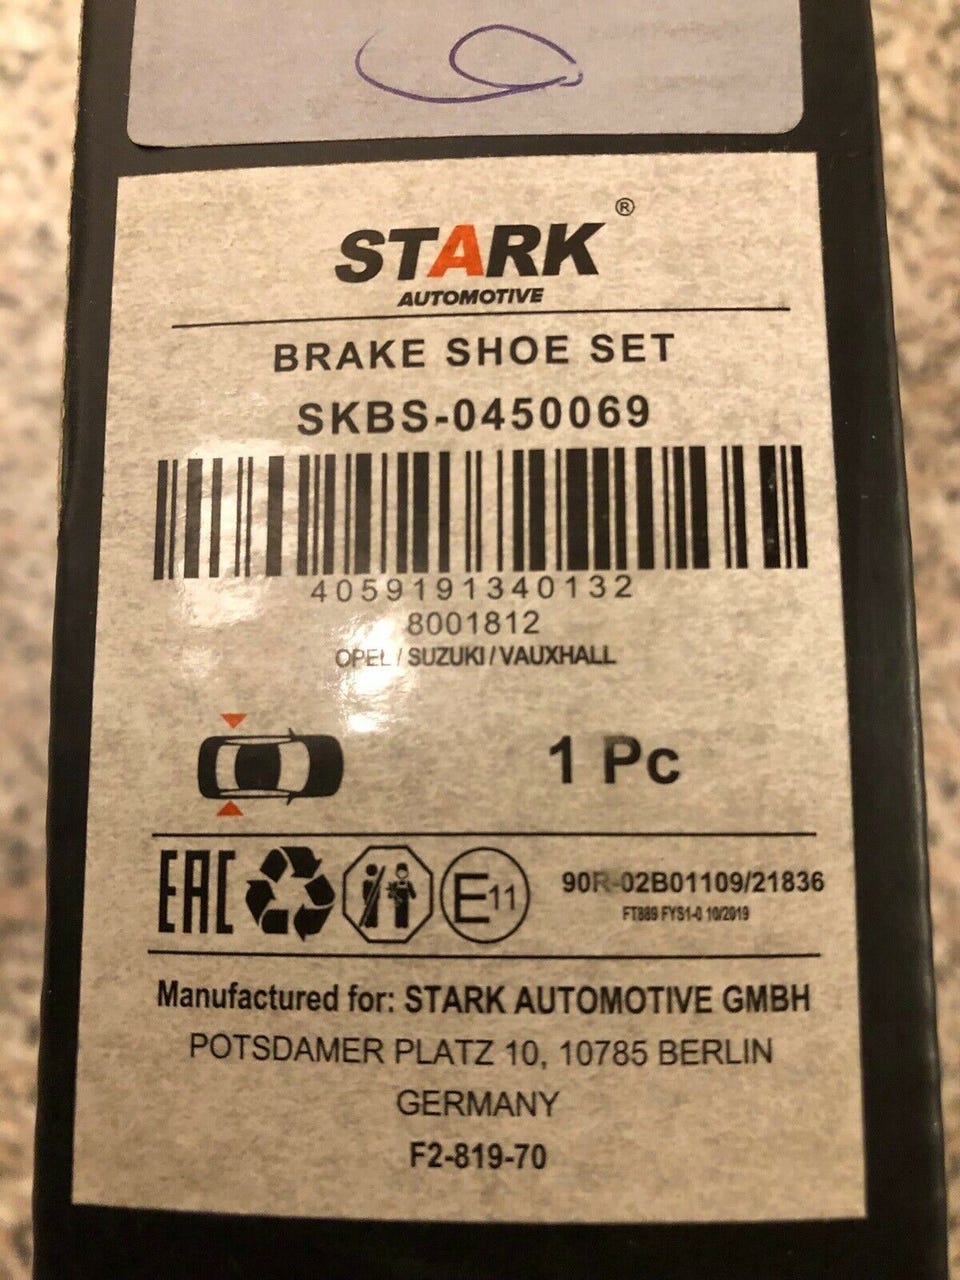 STARK®
AUTOMOTIVE
BRAKE SHOE SET
SKBS-0450069
4059191340132
8001812
OPEL / SUZUKI / VAUXHALL
1 Pc
EAC E11 90R-02B01109/21836
FT889 FYS1-0 10/2019
Manufactured for: STARK AUTOMOTIVE GMBH
POTSDAMER PLATZ 10, 10785 BERLIN
GERMANY
F2-819-70